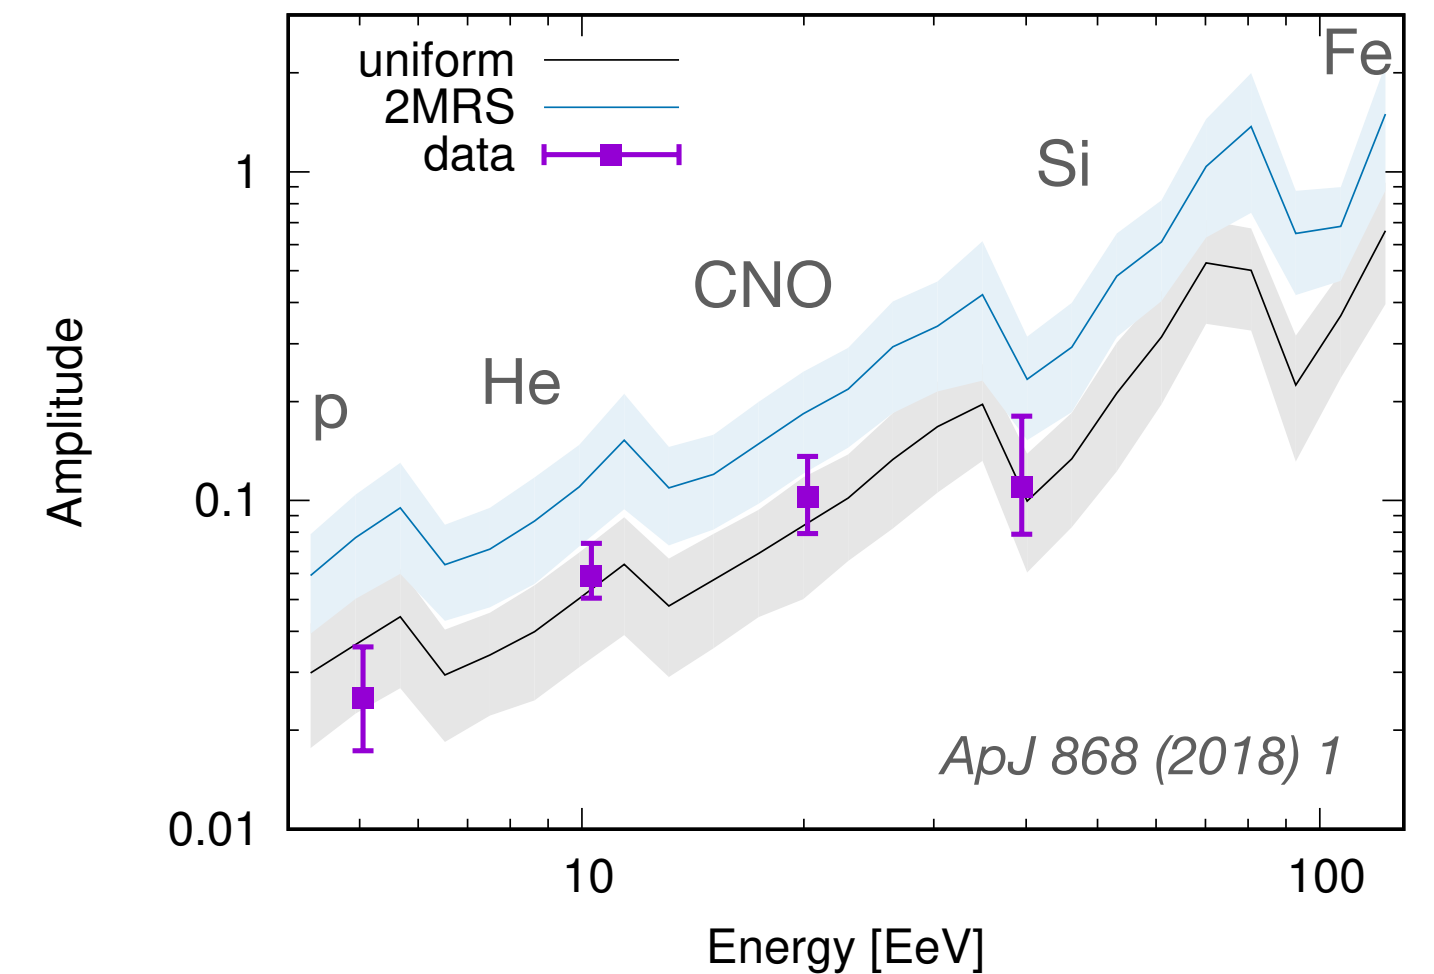 Fe
uniform
2MRS
data
Si
1
CNO
He
p
Amplitude
0.1
ApJ 868 (2018) 1
0.01
10
100
Energy [EeV]